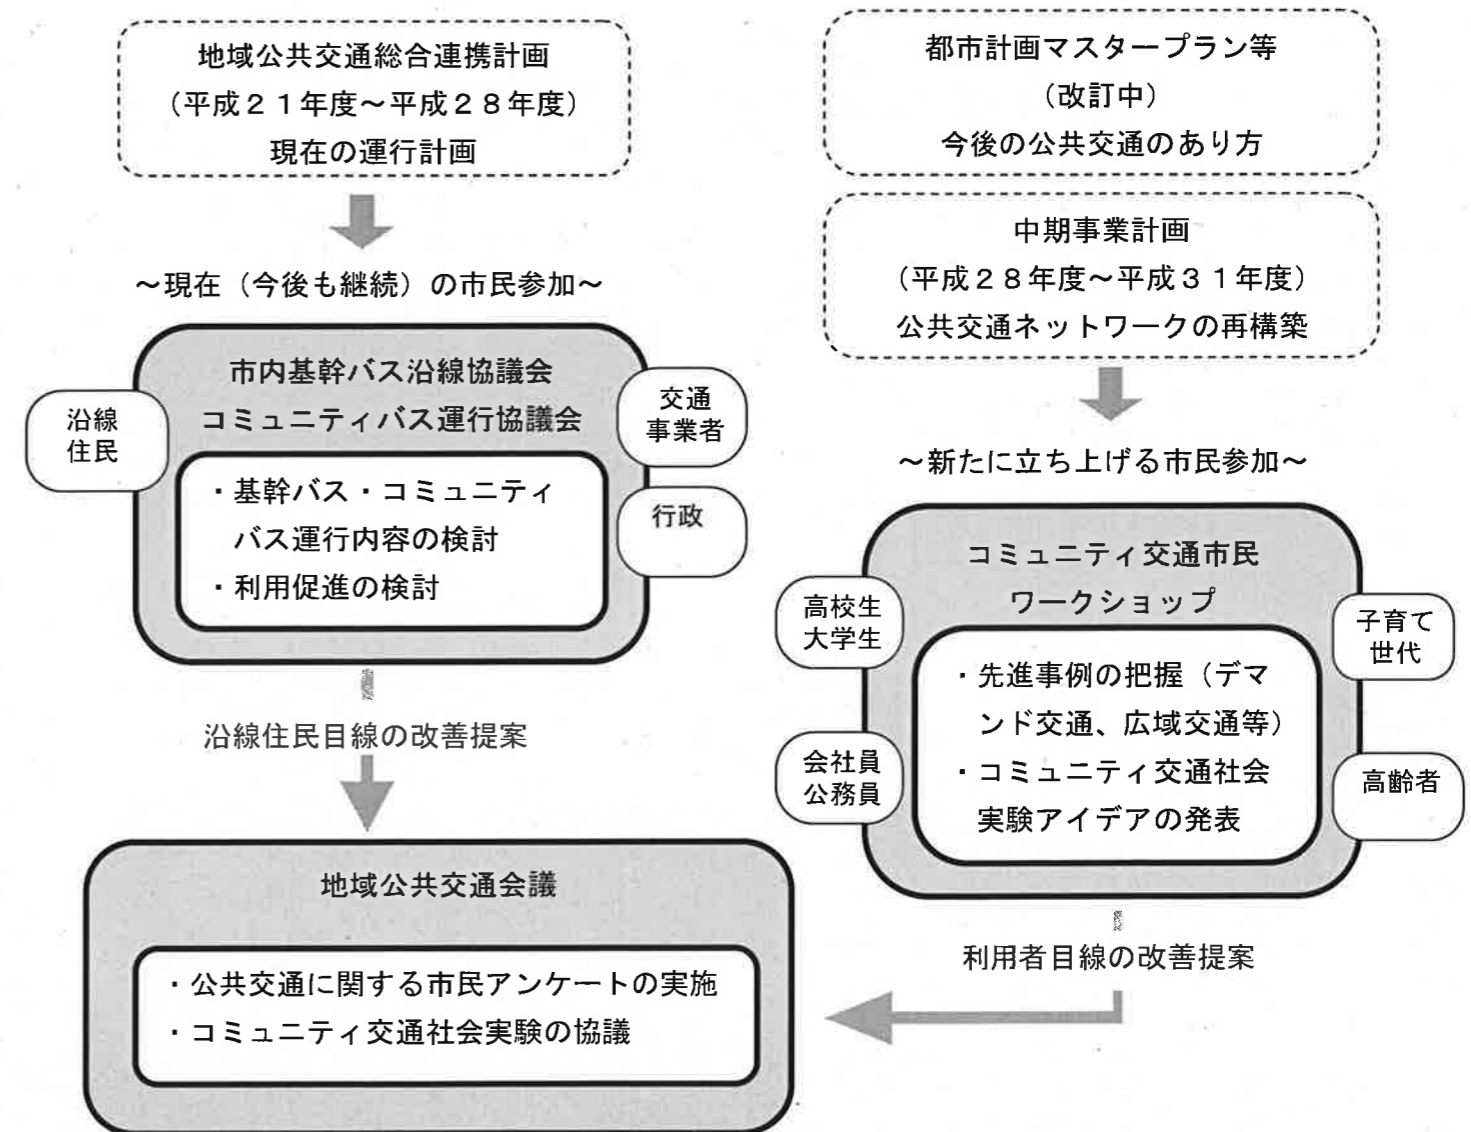 地域公共交通総合連携計画
（平成２１年度～平成２８年度）
現在の運行計画
～現在（今後も継続）の市民参加～
市内基幹バス沿線協議会
コミュニティバス運行協議会
沿線
住民
交通
事業者
行政
・基幹バス・コミュニティ
バス運行内容の検討
・利用促進の検討
沿線住民目線の改善提案
都市計画マスタープラン等
（改訂中）
今後の公共交通のあり方
中期事業計画
（平成２８年度～平成３１年度）
公共交通ネットワークの再構築
～新たに立ち上げる市民参加～
コミュニティ交通市民
ワークショップ
高校生
大学生
子育て
世代
会社員
公務員
高齢者
・先進事例の把握（デマ
ンド交通、広域交通等）
・コミュニティ交通社会
実験アイデアの発表
利用者目線の改善提案
地域公共交通会議
・公共交通に関する市民アンケートの実施
・コミュニティ交通社会実験の協議